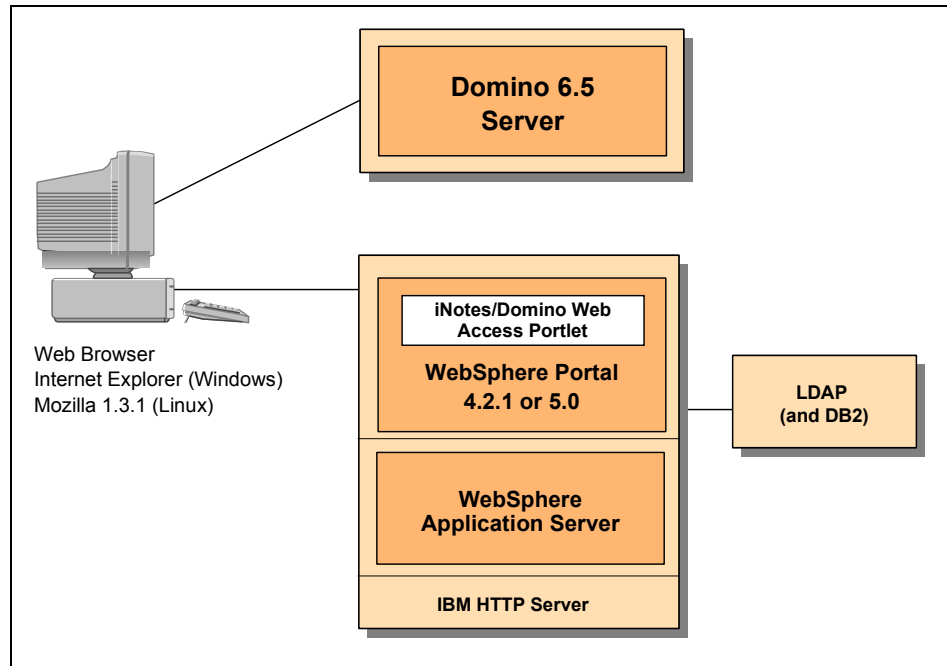 Domino 6.5
Server
iNotes/Domino Web
Access Portlet
WebSphere Portal
4.2.1 or 5.0
Web Browser
Internet Explorer (Windows)
Mozilla 1.3.1 (Linux)
LDAP
(and DB2)
WebSphere
Application Server
IBM HTTP Server